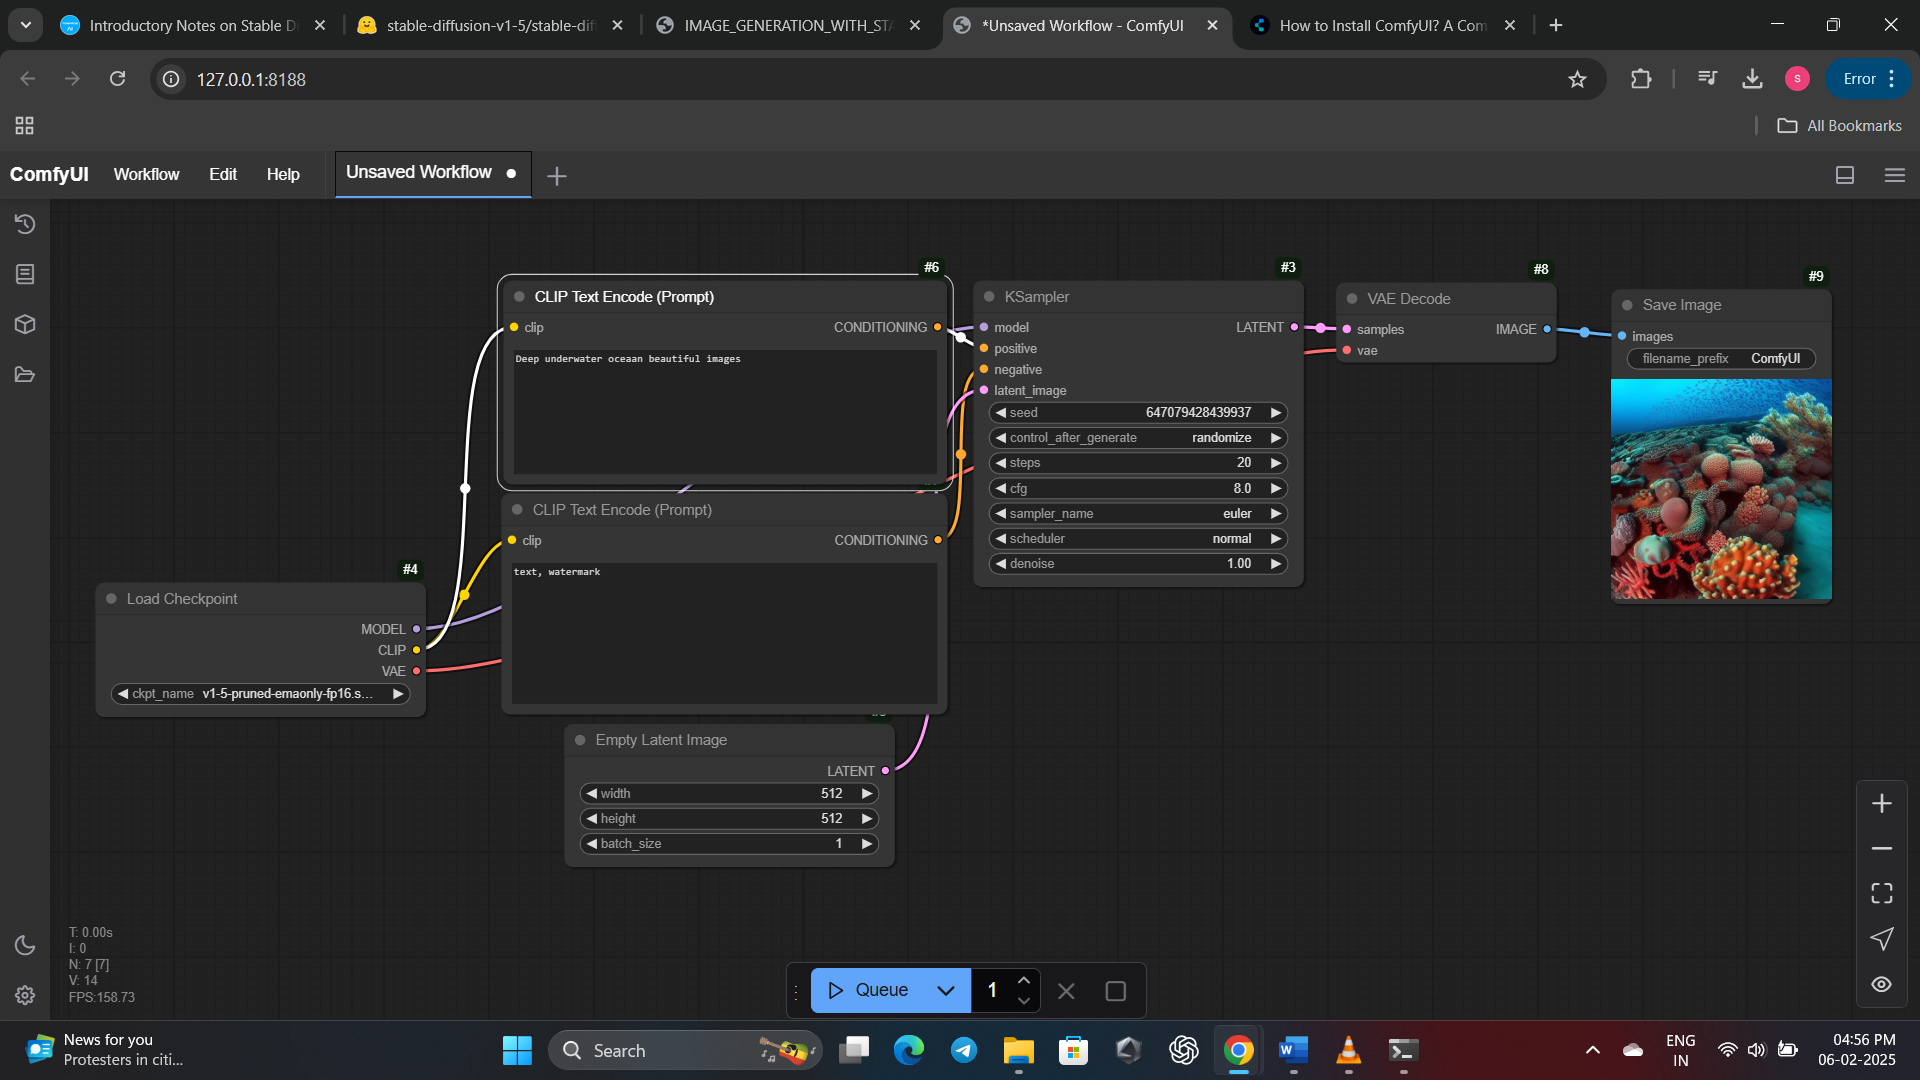 Introductory Notes on Stable Di
stable-diffusion-v1-5/stable-dif
IMAGE_GENERATION_WITH_STA
*Unsaved Workflow - ComfyUI
How to Install ComfyUI? A Com
127.0.0.1:8188
S
Error
All Bookmarks
ComfyUI
Workflow
Edit
Help
Unsaved Workflow
#6
CLIP Text Encode (Prompt)
clip
CONDITIONING
Deep underwater oceaan beautiful images
CLIP Text Encode (Prompt)
clip
CONDITIONING
text, watermark
#4
Load Checkpoint
MODEL
CLIP
VAE
ckpt_name v1-5-pruned-emaonly-fp16.s...
Empty Latent Image
LATENT
width 512
height 512
batch_size 1
#3
KSampler
model
LATENT
positive
negative
latent_image
seed 647079428439937
control_after_generate randomize
steps 20
cfg 8.0
sampler_name euler
scheduler normal
denoise 1.00
#8
VAE Decode
samples
IMAGE
vae
#9
Save Image
images
filename_prefix ComfyUI
T: 0.00s
I: 0
N: 7 [7]
V: 14
FPS:158.73
Queue
1
News for you
Protesters in citi...
Search
ENG
IN
04:56 PM
06-02-2025